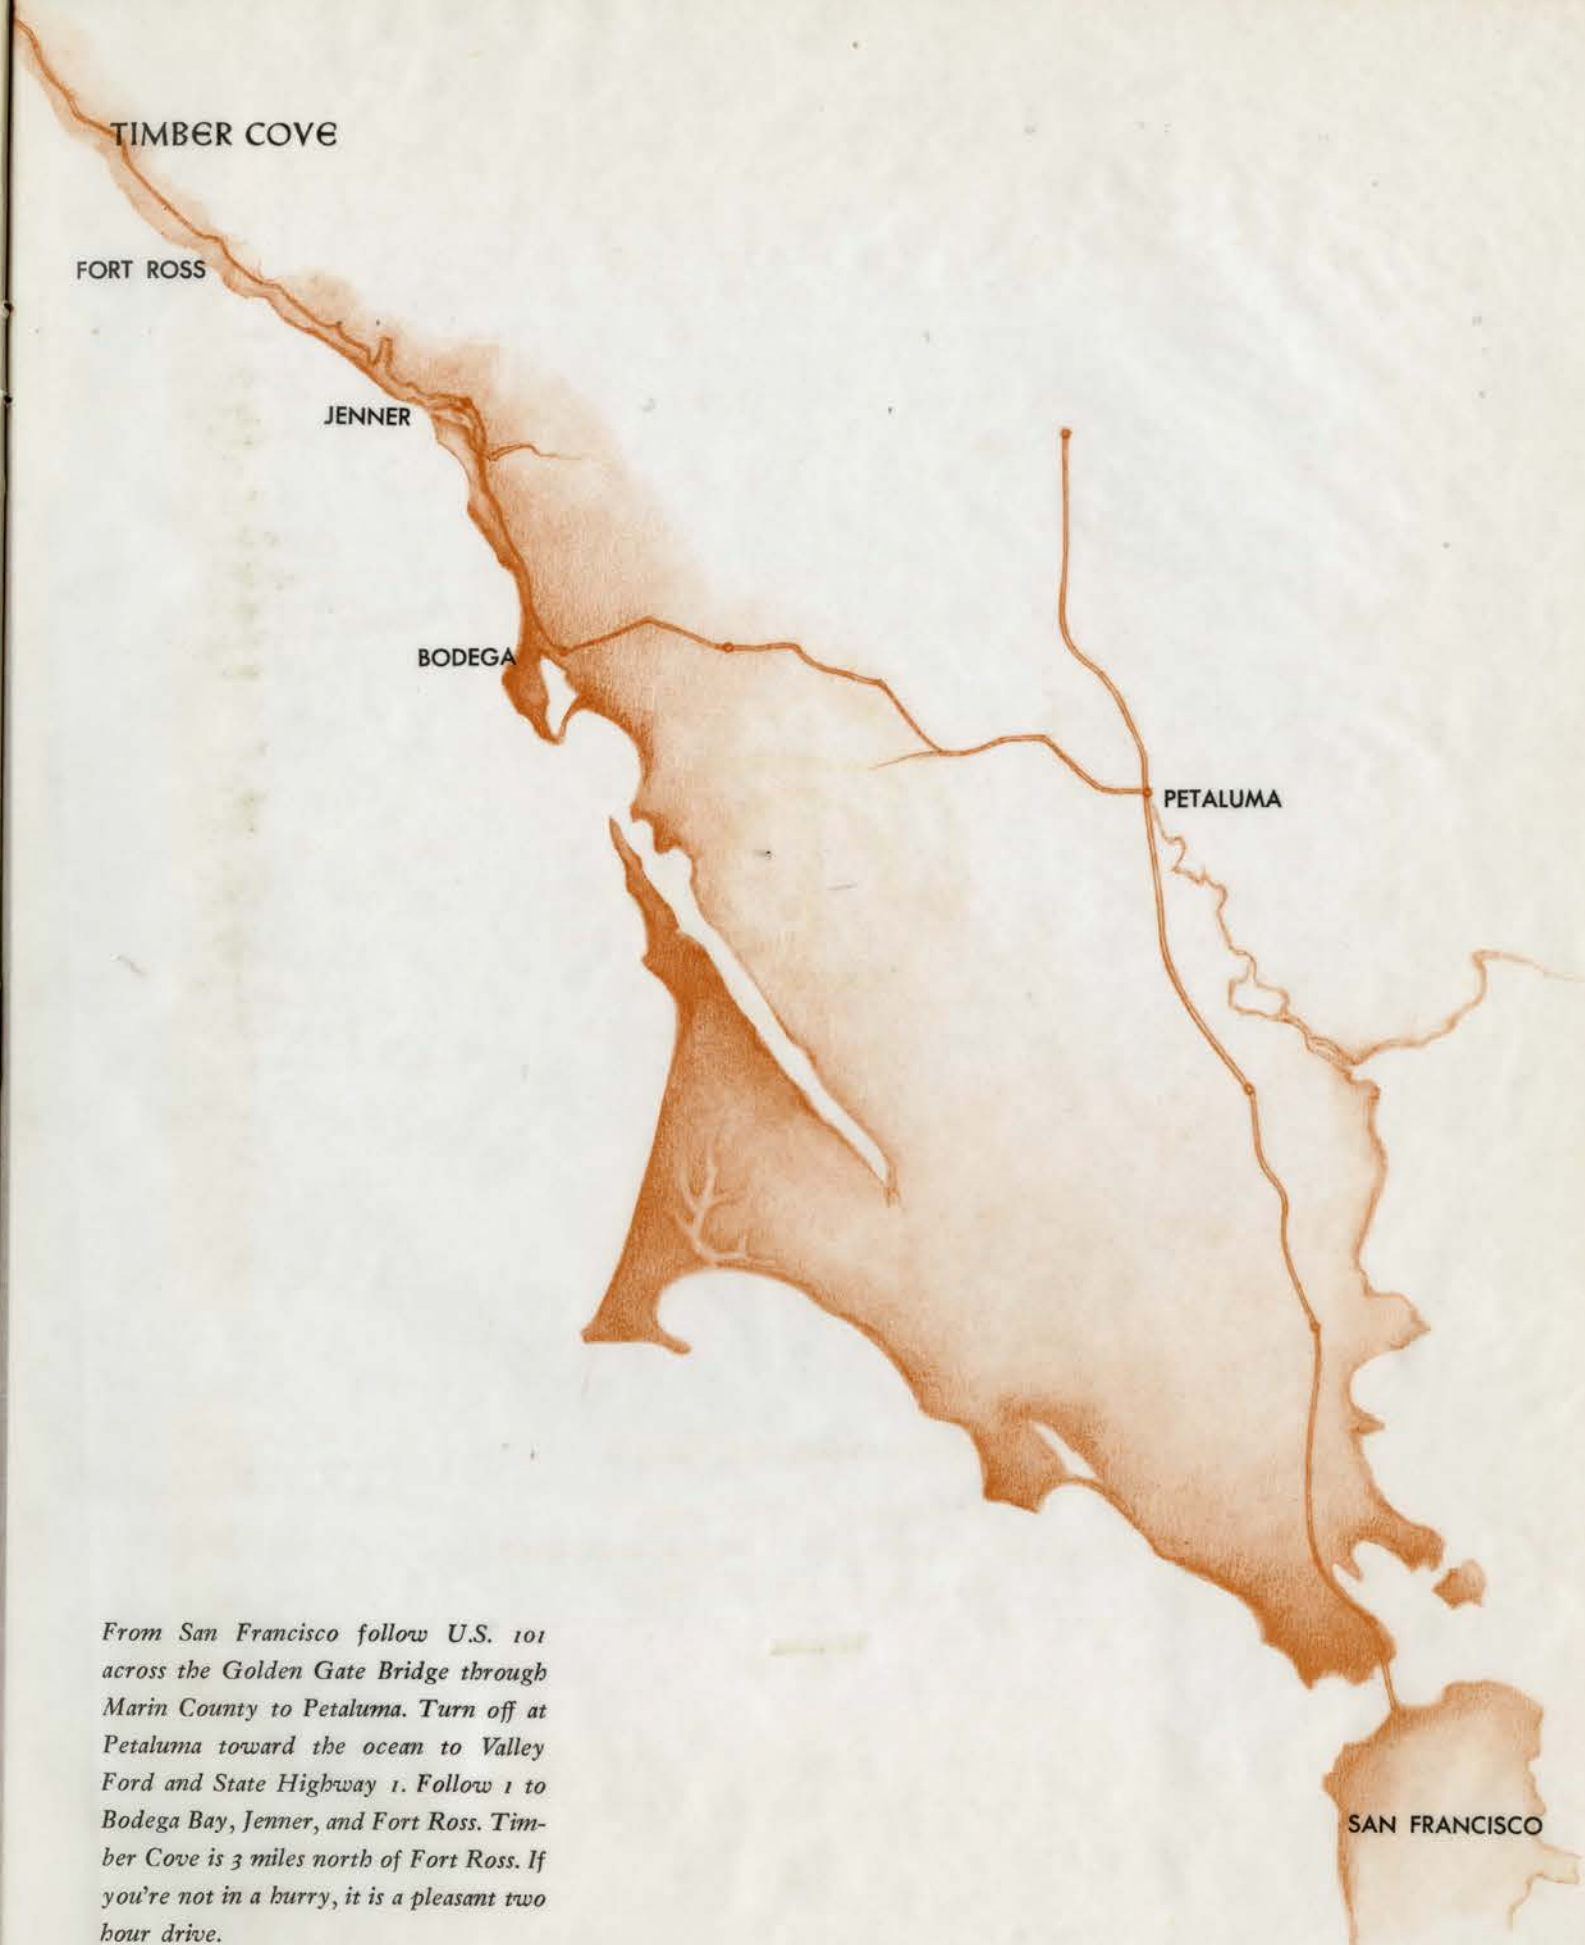 TIMBER COVE
FORT ROSS
JENNER
BODEGA
PETALUMA
From San Francisco follow U.S. 101
across the Golden Gate Bridge through
Marin County to Petaluma. Turn off at
Petaluma toward the ocean to Valley
Ford and State Highway 1. Follow 1 to
Bodega Bay, Jenner, and Fort Ross. Tim-
ber Cove is 3 miles north of Fort Ross. If
you're not in a hurry, it is a pleasant two
hour drive.
SAN FRANCISCO